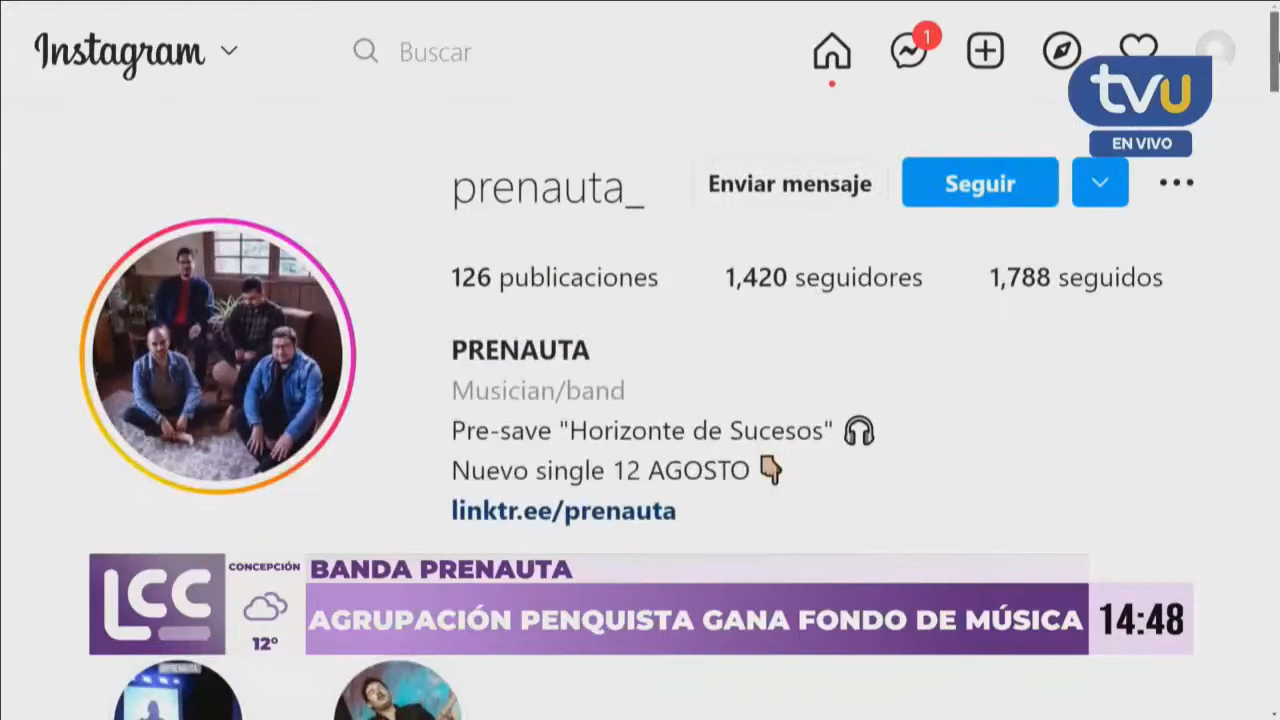 Instagram
Buscar
1
tvu
EN VIVO
prenauta_
Enviar mensaje
Seguir
126 publicaciones
1,420 seguidores
1,788 seguidos
PRENAUTA
Musician/band
Pre-save "Horizonte de Sucesos" 🎧
Nuevo single 12 AGOSTO 👇🏼
linktr.ee/prenauta
LCC
CONCEPCIÓN
12°
BANDA PRENAUTA
AGRUPACIÓN PENQUISTA GANA FONDO DE MÚSICA
14:48